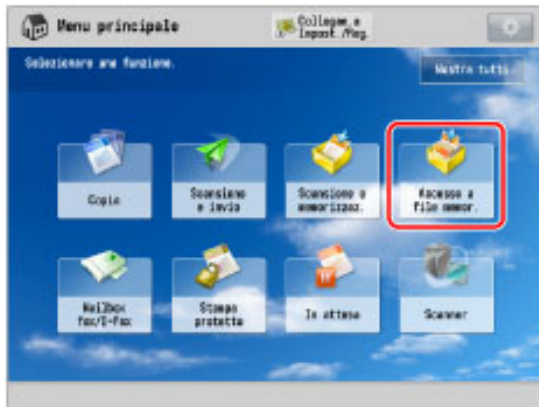 Menu principale
Collegam. a
Impost./Reg.
Selezionare una funzione.
Mostra tutti
Copia
Scansione
e invio
Scansione e
memorizzaz.
Accesso a
file memor.
Mailbox
fax/I-Fax
Stampa
protetta
In attesa
Scanner